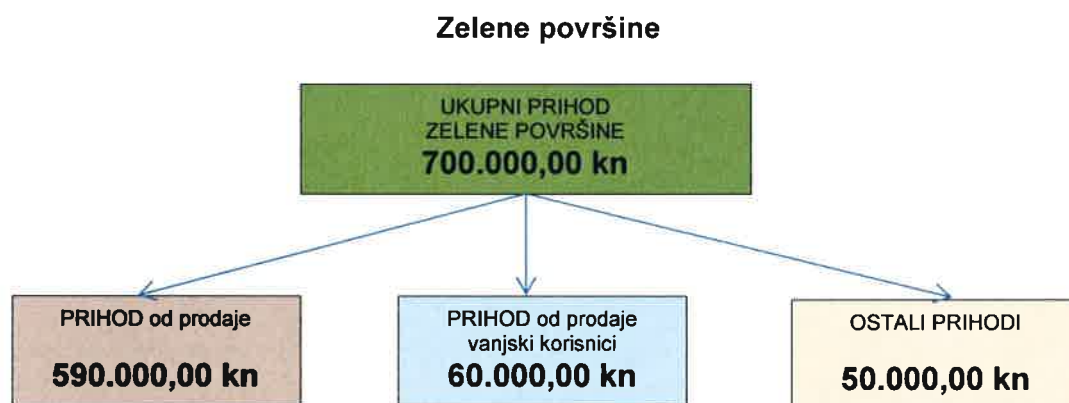 Zelene površine
UKUPNI PRIHOD
ZELENE POVRŠINE
700.000,00 kn
PRIHOD od prodaje
590.000,00 kn
PRIHOD od prodaje
vanjski korisnici
60.000,00 kn
OSTALI PRIHODI
50.000,00 kn